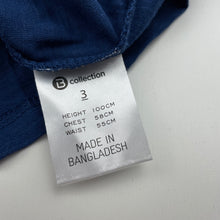 B collection
3
HEIGHT 100CM
CHEST 58CM
WAIST 55CM
MADE IN
BANGLADESH